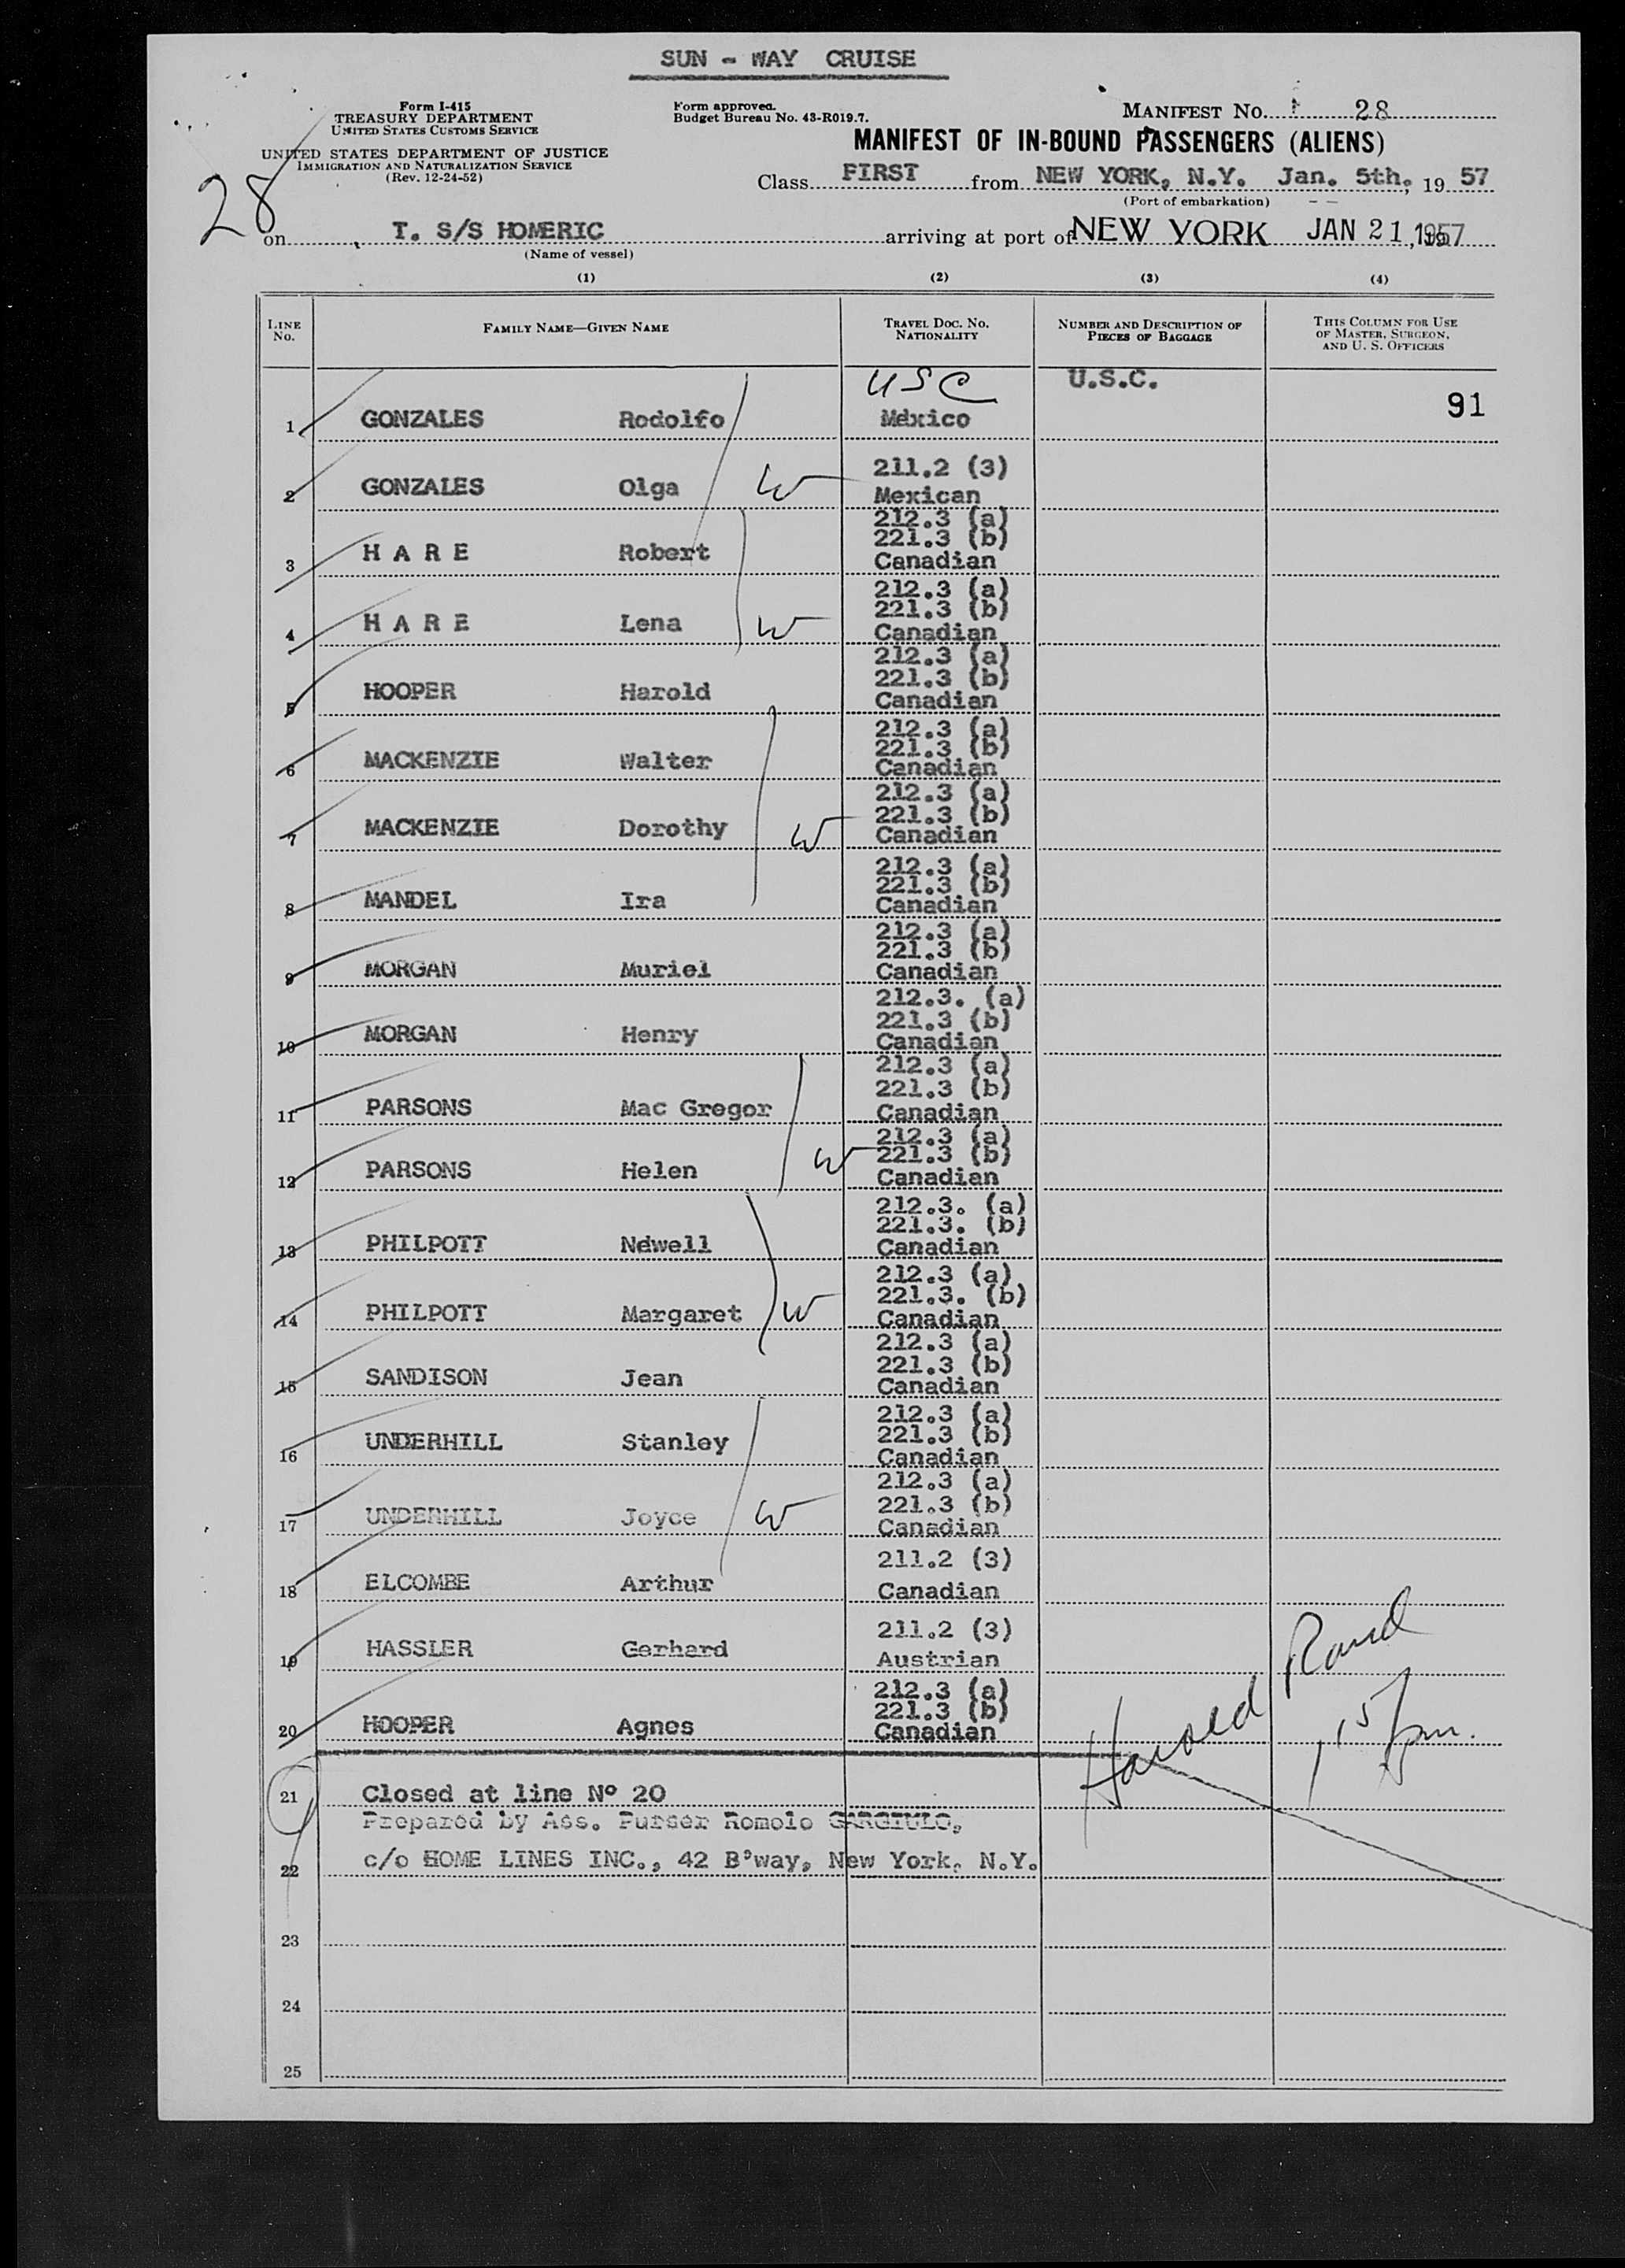 SUN - WAY CRUISE
Form I-415
TREASURY DEPARTMENT
UNITED STATES CUSTOMS SERVICE
UNITED STATES DEPARTMENT OF JUSTICE
IMMIGRATION AND NATURALIZATION SERVICE
(Rev. 12-24-52)
Form approved.
Budget Bureau No. 43-R019.7.
MANIFEST NO. 28
MANIFEST OF IN-BOUND PASSENGERS (ALIENS)
28
Class FIRST from NEW YORK, N.Y. Jan. 5th, 19 57
(Port of embarkation)
on T. S/S HOMERIC arriving at port of NEW YORK JAN 21, 1957
(Name of vessel)
(1) (2) (3) (4)
LINE No. FAMILY NAME—GIVEN NAME TRAVEL DOC. NO. NATIONALITY NUMBER AND DESCRIPTION OF PIECES OF BAGGAGE THIS COLUMN FOR USE OF MASTER, SURGEON, AND U. S. OFFICERS
USC U.S.C.
1 GONZALES Rodolfo Mexico 91
211.2 (3)
2 GONZALES Olga W Mexican
212.3 (a)
221.3 (b)
3 H A R E Robert Canadian
212.3 (a)
221.3 (b)
4 H A R E Lena W Canadian
212.3 (a)
221.3 (b)
5 HOOPER Harold Canadian
212.3 (a)
221.3 (b)
6 MACKENZIE Walter Canadian
212.3 (a)
221.3 (b)
7 MACKENZIE Dorothy W Canadian
212.3 (a)
221.3 (b)
8 MANDEL Ira Canadian
212.3 (a)
221.3 (b)
9 MORGAN Muriel Canadian
212.3. (a)
221.3 (b)
10 MORGAN Henry Canadian
212.3 (a)
221.3 (b)
11 PARSONS Mac Gregor Canadian
212.3 (a)
221.3 (b)
12 PARSONS Helen W Canadian
212.3. (a)
221.3. (b)
13 PHILPOTT Newell Canadian
212.3 (a)
221.3. (b)
14 PHILPOTT Margaret W Canadian
212.3 (a)
221.3 (b)
15 SANDISON Jean Canadian
212.3 (a)
221.3 (b)
16 UNDERHILL Stanley Canadian
212.3 (a)
221.3 (b)
17 UNDERHILL Joyce W Canadian
211.2 (3)
18 ELCOMBE Arthur Canadian
211.2 (3)
19 HASSLER Gerhard Austrian
212.3 (a)
221.3 (b)
20 HOOPER Agnes Canadian
Harold Rand
21 Closed at line Nº 20
Prepared by Ass. Purser Romolo GARGIULO,
22 c/o HOME LINES INC., 42 B'way, New York, N.Y.
23
24
25